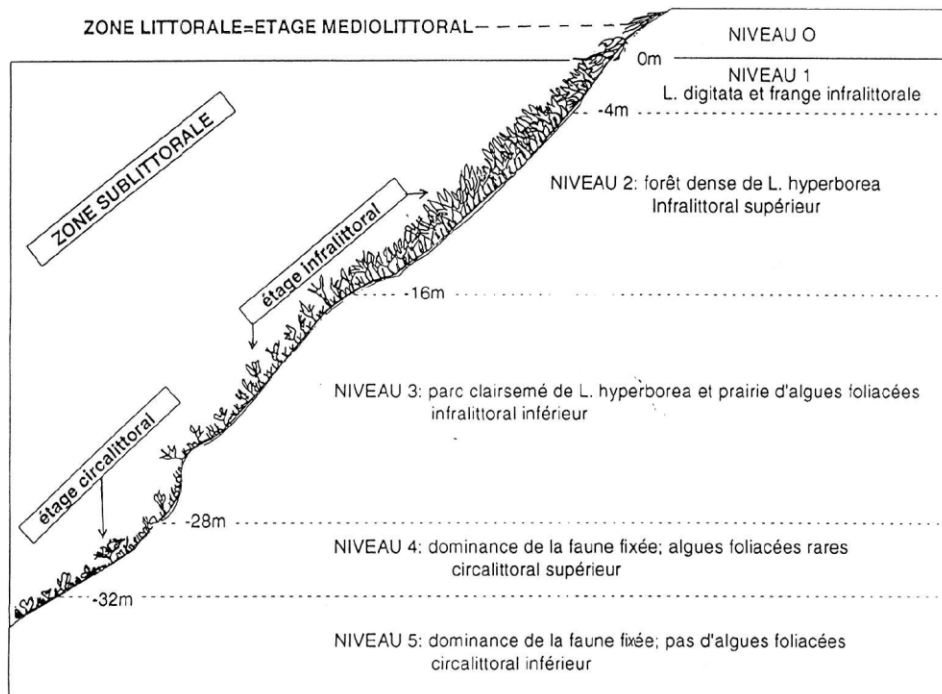 ZONE LITTORALE=ETAGE MEDIOLITTORAL
NIVEAU O
0m
NIVEAU 1
L. digitata et frange infralittorale
-4m
ZONE SUBLITTORALE
NIVEAU 2: forêt dense de L. hyperborea
Infralittoral supérieur
étage infralittoral
-16m
NIVEAU 3: parc clairsemé de L. hyperborea et prairie d'algues foliacées
infralittoral inférieur
étage circalittoral
-28m
NIVEAU 4: dominance de la faune fixée; algues foliacées rares
circalittoral supérieur
-32m
NIVEAU 5: dominance de la faune fixée; pas d'algues foliacées
circalittoral inférieur